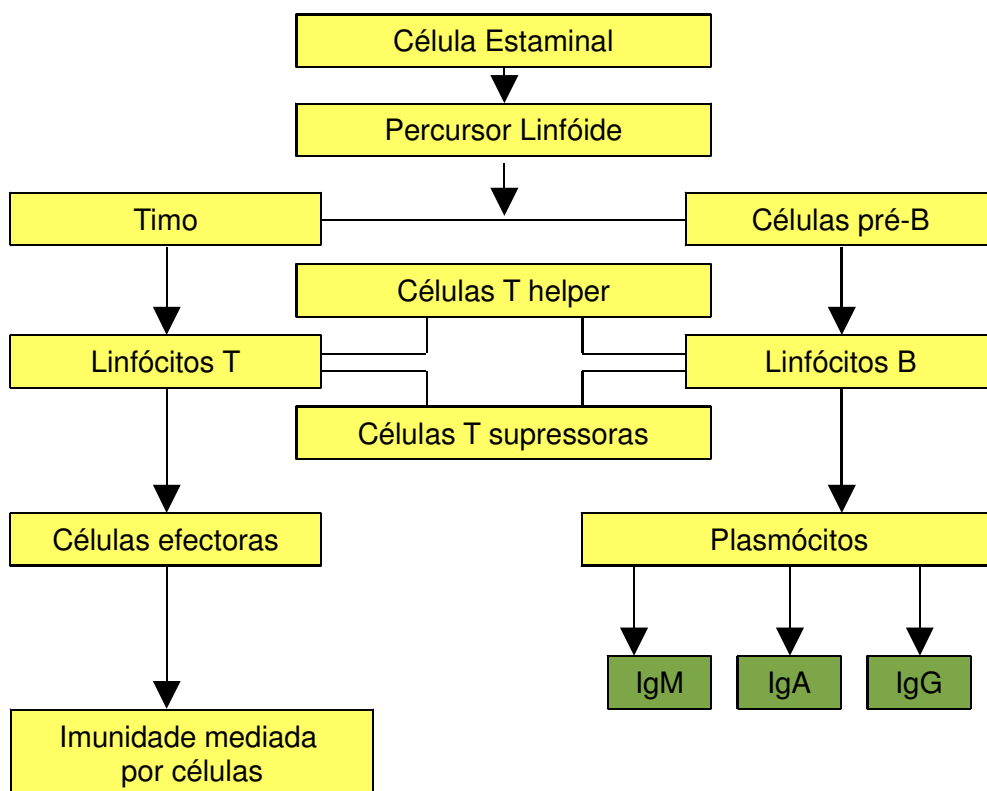 Célula Estaminal
Percursor Linfóide
Timo
Células pré-B
Células T helper
Linfócitos T
Linfócitos B
Células T supressoras
Células efectoras
Plasmócitos
IgM
IgA
IgG
Imunidade mediada
por células